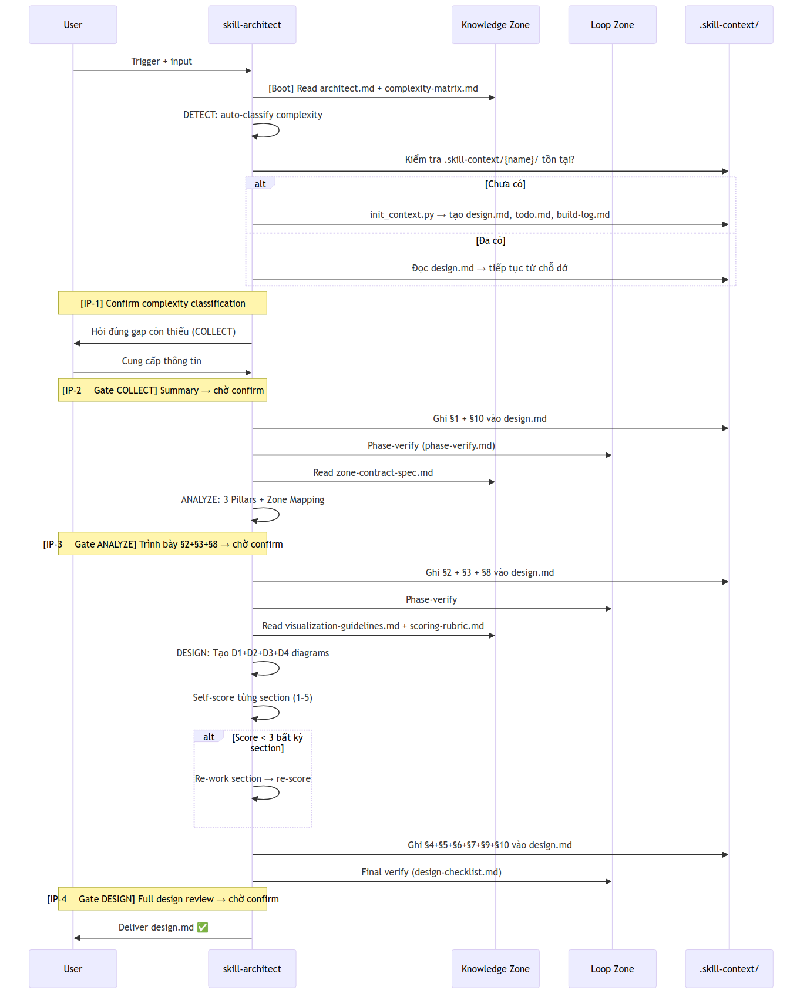 User
skill-architect
Knowledge Zone
Loop Zone
.skill-context/
Trigger + input
[Boot] Read architect.md + complexity-matrix.md
DETECT: auto-classify complexity
Kiểm tra .skill-context/{name}/ tồn tại?
alt
[Chưa có]
init_context.py → tạo design.md, todo.md, build-log.md
[Đã có]
Đọc design.md → tiếp tục từ chỗ dở
[IP-1] Confirm complexity classification
Hỏi đúng gap còn thiếu (COLLECT)
Cung cấp thông tin
[IP-2 — Gate COLLECT] Summary → chờ confirm
Ghi §1 + §10 vào design.md
Phase-verify (phase-verify.md)
Read zone-contract-spec.md
ANALYZE: 3 Pillars + Zone Mapping
[IP-3 — Gate ANALYZE] Trình bày §2+§3+§8 → chờ confirm
Ghi §2 + §3 + §8 vào design.md
Phase-verify
Read visualization-guidelines.md + scoring-rubric.md
DESIGN: Tạo D1+D2+D3+D4 diagrams
Self-score từng section (1–5)
alt
[Score < 3 bất kỳ
section]
Re-work section → re-score
Ghi §4+§5+§6+§7+§9+§10 vào design.md
Final verify (design-checklist.md)
[IP-4 — Gate DESIGN] Full design review → chờ confirm
Deliver design.md ✅
User
skill-architect
Knowledge Zone
Loop Zone
.skill-context/